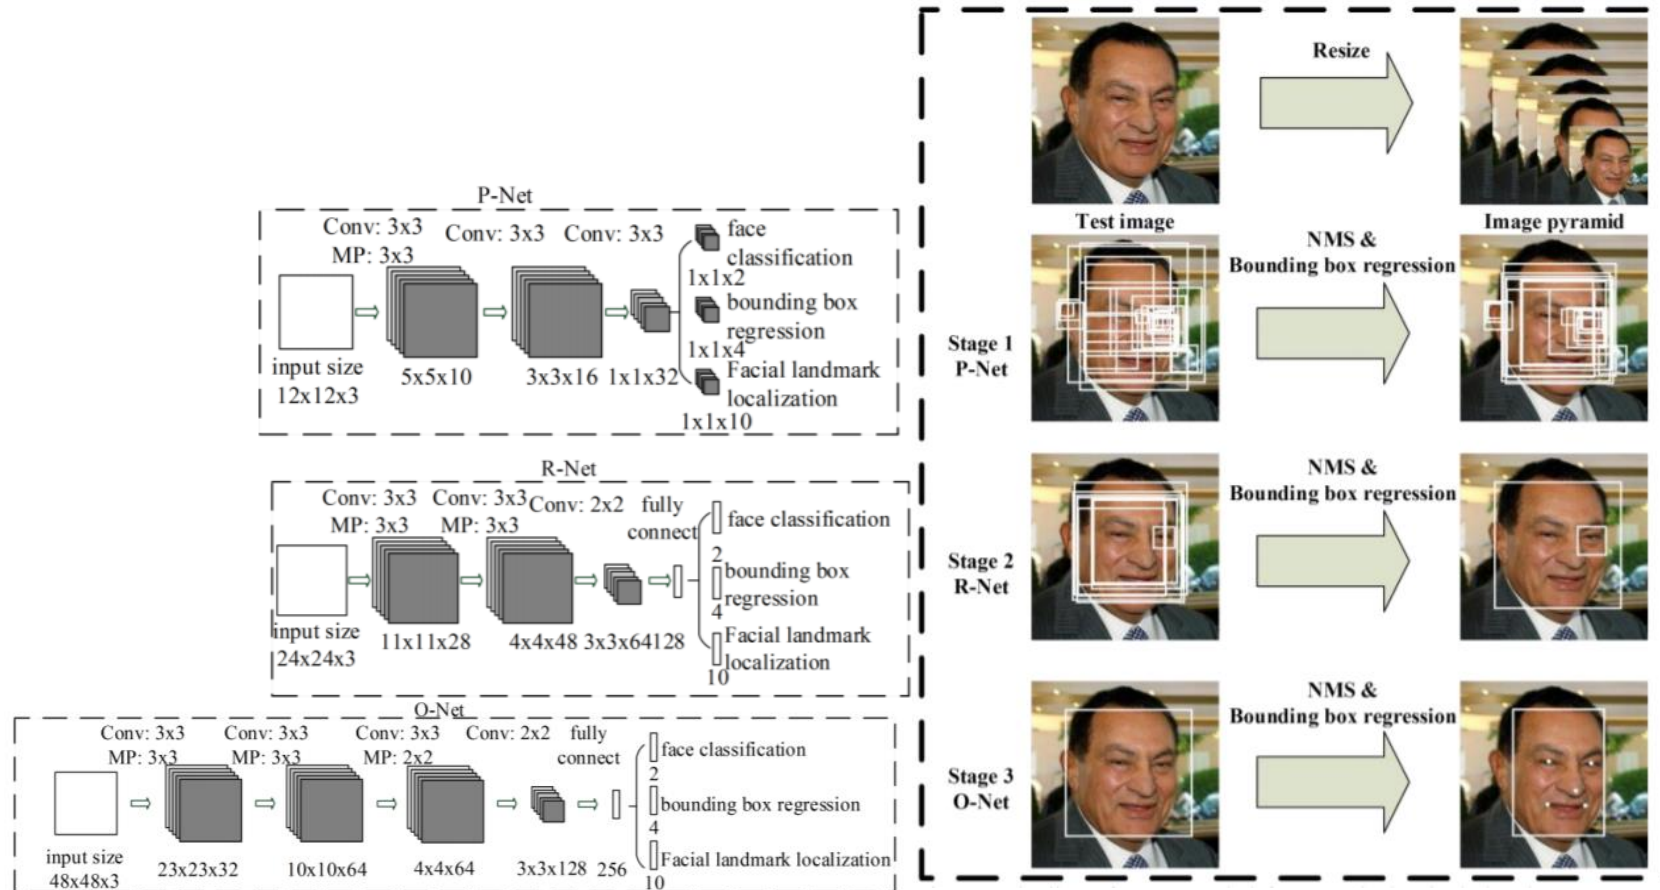 P-Net
Conv: 3x3
MP: 3x3
Conv: 3x3
Conv: 3x3
face
classification
1x1x2
bounding box
regression
1x1x4
Facial landmark
localization
1x1x10
input size
12x12x3
5x5x10
3x3x16
1x1x32
R-Net
Conv: 3x3
MP: 3x3
Conv: 3x3
MP: 3x3
Conv: 2x2
fully
connect
face classification
2
bounding box
regression
4
Facial landmark
localization
10
input size
24x24x3
11x11x28
4x4x48
3x3x64
128
O-Net
Conv: 3x3
MP: 3x3
Conv: 3x3
MP: 3x3
Conv: 3x3
MP: 2x2
Conv: 2x2
fully
connect
face classification
2
bounding box regression
4
Facial landmark localization
10
input size
48x48x3
23x23x32
10x10x64
4x4x64
3x3x128
256
Resize
Test image
Image pyramid
Stage 1
P-Net
NMS &
Bounding box regression
Stage 2
R-Net
NMS &
Bounding box regression
Stage 3
O-Net
NMS &
Bounding box regression